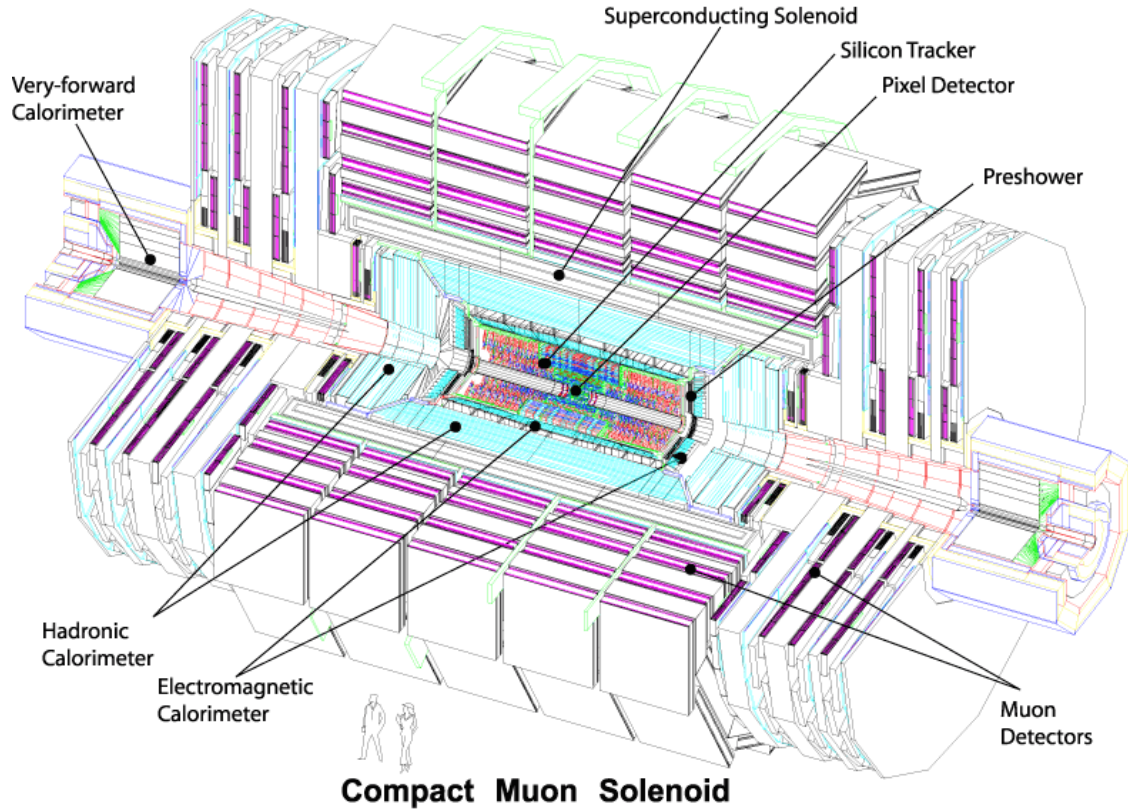 Superconducting Solenoid
Silicon Tracker
Pixel Detector
Very-forward
Calorimeter
Preshower
Hadronic
Calorimeter
Electromagnetic
Calorimeter
Muon
Detectors
Compact Muon Solenoid